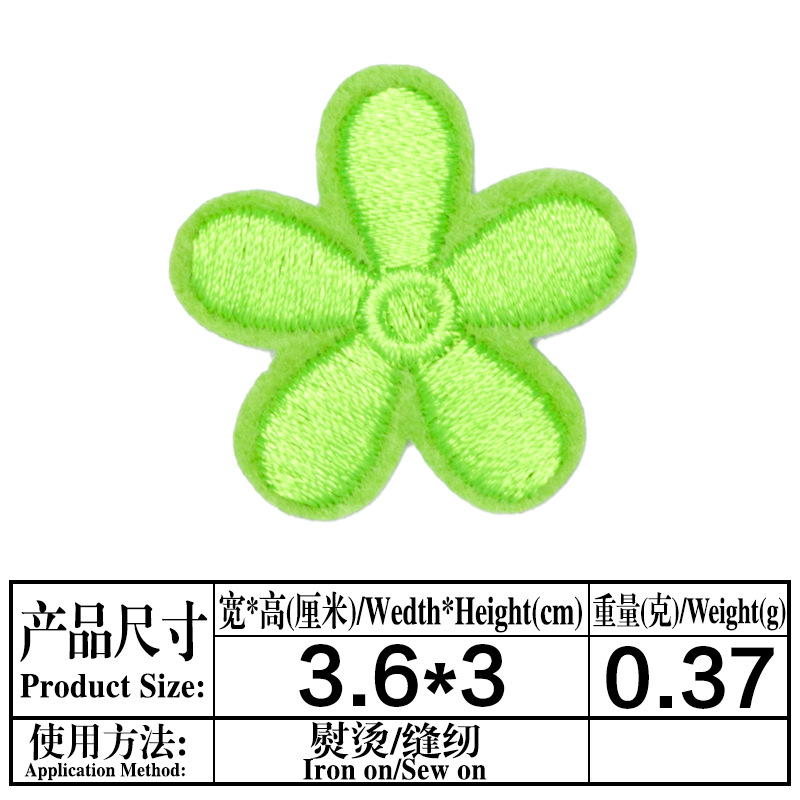 产品尺寸
Product Size:
宽*高(厘米)/Wedth*Height(cm)
重量(克)/Weight(g)
3.6*3
0.37
使用方法:
Application Method:
熨烫/缝纫
Iron on/Sew on